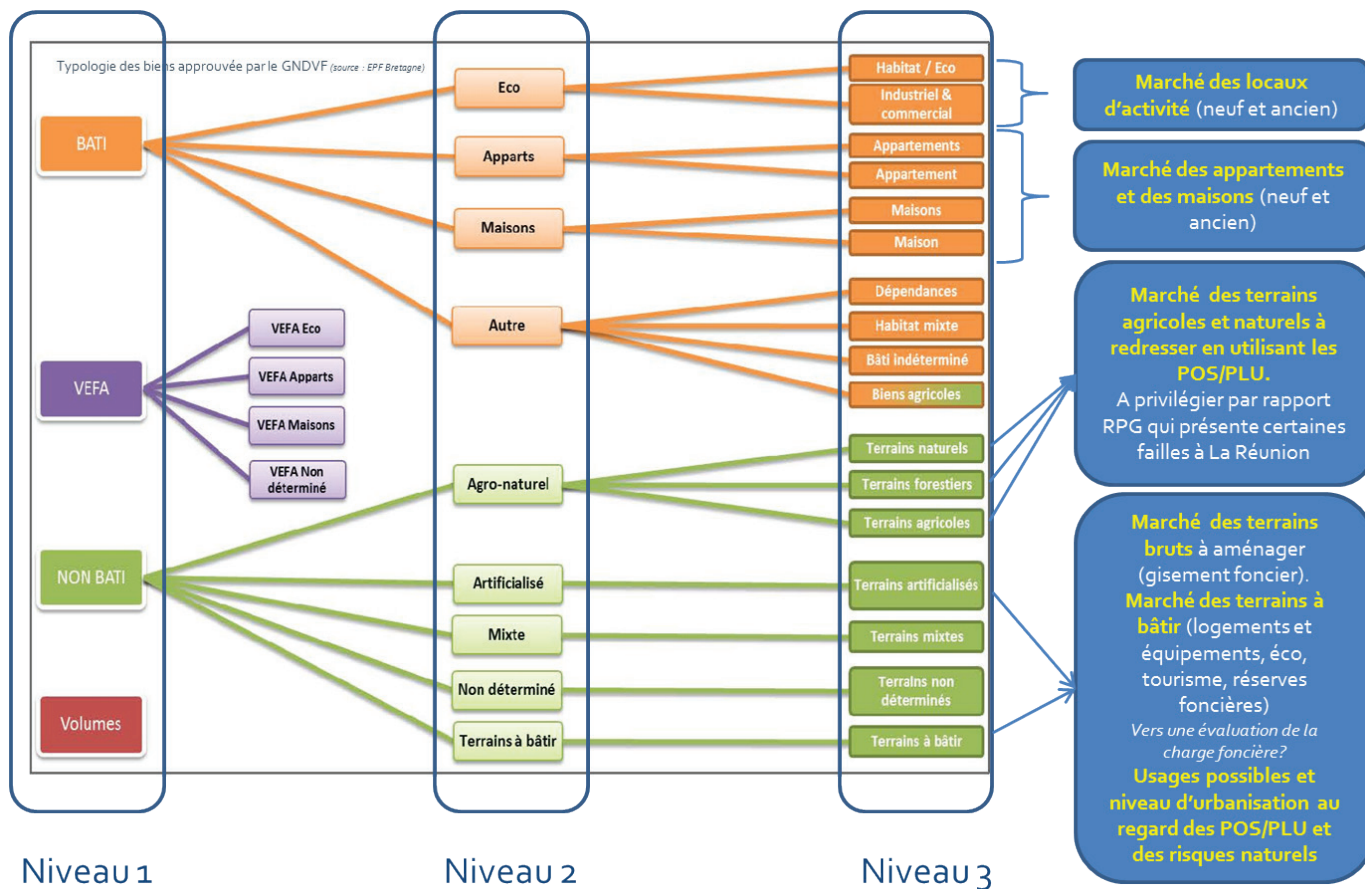 Typologie des biens approuvée par le GNDVF (source : EPF Bretagne)
BATI
VEFA
NON BATI
Volumes
VEFA Eco
VEFA Apparts
VEFA Maisons
VEFA Non
déterminé
Eco
Apparts
Maisons
Autre
Agro-naturel
Artificialisé
Mixte
Non déterminé
Terrains à bâtir
Habitat / Eco
Industriel &
commercial
Appartements
Appartement
Maisons
Maison
Dépendances
Habitat mixte
Bâti indéterminé
Biens agricoles
Terrains naturels
Terrains forestiers
Terrains agricoles
Terrains artificialisés
Terrains mixtes
Terrains non
déterminés
Terrains à bâtir
Marché des locaux
d'activité (neuf et ancien)
Marché des appartements
et des maisons (neuf et
ancien)
Marché des terrains
agricoles et naturels à
redresser en utilisant les
POS/PLU.
A privilégier par rapport
RPG qui présente certaines
failles à La Réunion
Marché des terrains
bruts à aménager
(gisement foncier).
Marché des terrains à
bâtir (logements et
équipements, éco,
tourisme, réserves
foncières)
Vers une évaluation de la
charge foncière?
Usages possibles et
niveau d'urbanisation au
regard des POS/PLU et
des risques naturels
Niveau 1
Niveau 2
Niveau 3